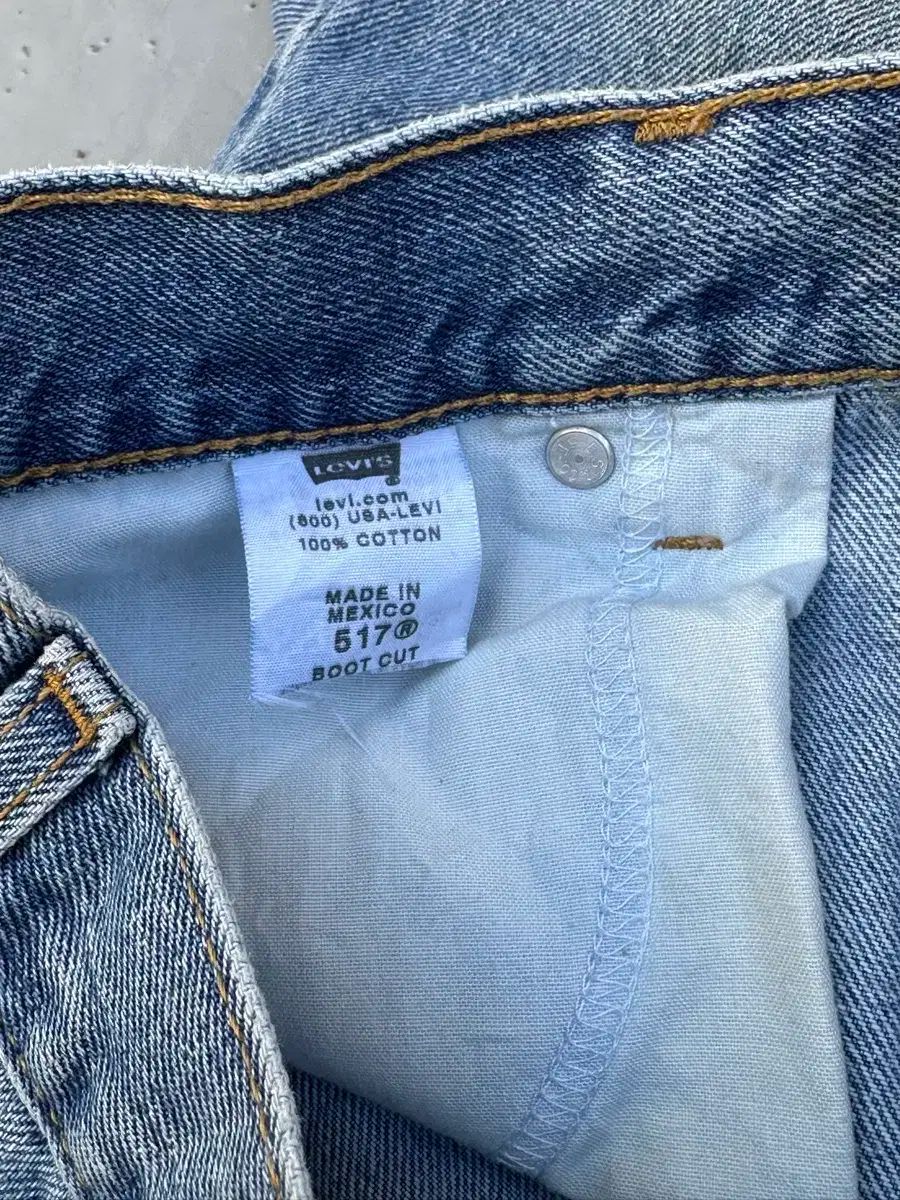 LEVI'S
®
levi.com
(800) USA-LEVI
100% COTTON
MADE IN
MEXICO
517®
BOOT CUT